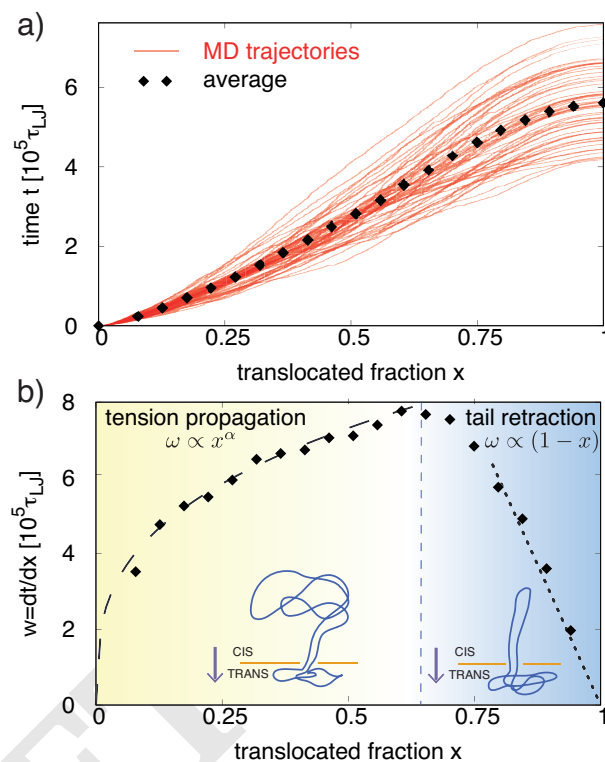 a)
MD trajectories
average
time t [10^5 τ_LJ]
6
4
2
0
0
0.25
0.5
0.75
1
translocated fraction x
b)
tension propagation
ω ∝ x^α
tail retraction
ω ∝ (1 − x)
w=dt/dx [10^5 τ_LJ]
8
6
4
2
0
CIS
TRANS
CIS
TRANS
0
0.25
0.5
0.75
1
translocated fraction x